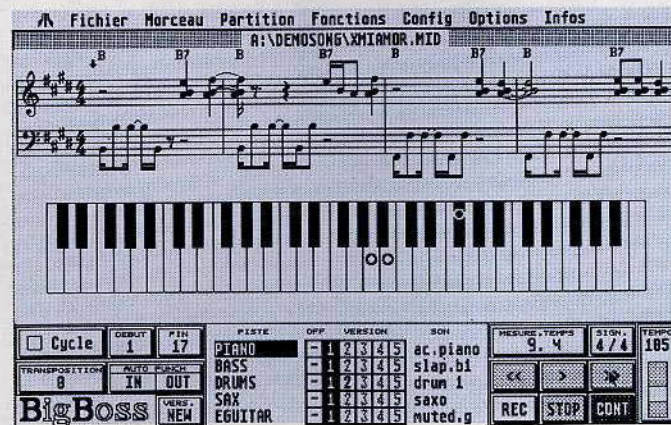 Fichier Morceau Partition Fonctions Config Options Infos
A:\DEMOSONG\XMIAMOR.MID
B B7 B B7 B B7 B
Cycle
DEBUT
1
FIN
17
TRANSPOSITION
0
AUTO PUNCH
IN OUT
BigBoss
VERS.
NEW
PISTE OFF VERSION SON
PIANO - 1 2 3 4 5 ac.piano
BASS - 1 2 3 4 5 slap.b1
DRUMS - 1 2 3 4 5 drum 1
SAX - 1 2 3 4 5 saxo
EGUITAR - 1 2 3 4 5 muted.g
MESURE.TEMPS
9. 4
SIGN.
4/4
TEMPO
105
<< > >>
REC STOP CONT